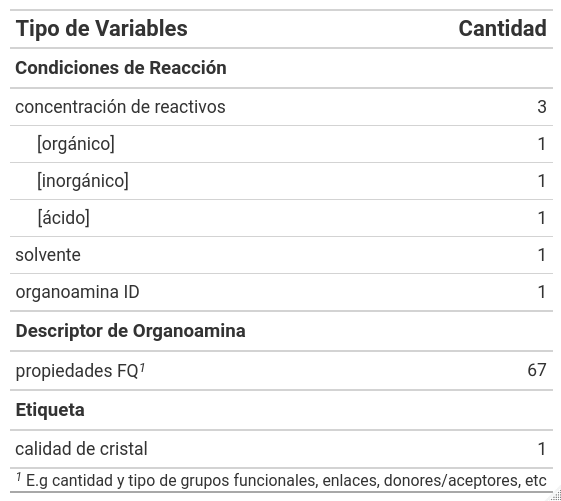 Tipo de Variables Cantidad
Condiciones de Reacción
concentración de reactivos 3
[orgánico] 1
[inorgánico] 1
[ácido] 1
solvente 1
organoamina ID 1
Descriptor de Organoamina
propiedades FQ¹ 67
Etiqueta
calidad de cristal 1
¹ E.g cantidad y tipo de grupos funcionales, enlaces, donores/aceptores, etc